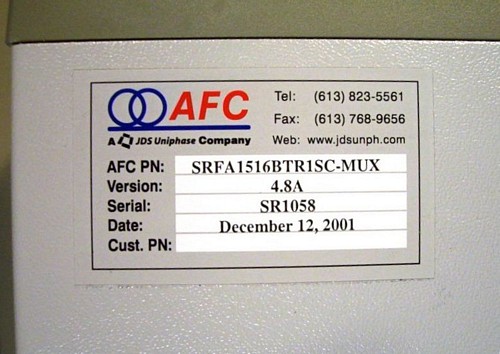 AFC
A JDS Uniphase Company
Tel: (613) 823-5561
Fax: (613) 768-9656
Web: www.jdsunph.com
AFC PN: SRFA1516BTR1SC-MUX
Version: 4.8A
Serial: SR1058
Date: December 12, 2001
Cust. PN: